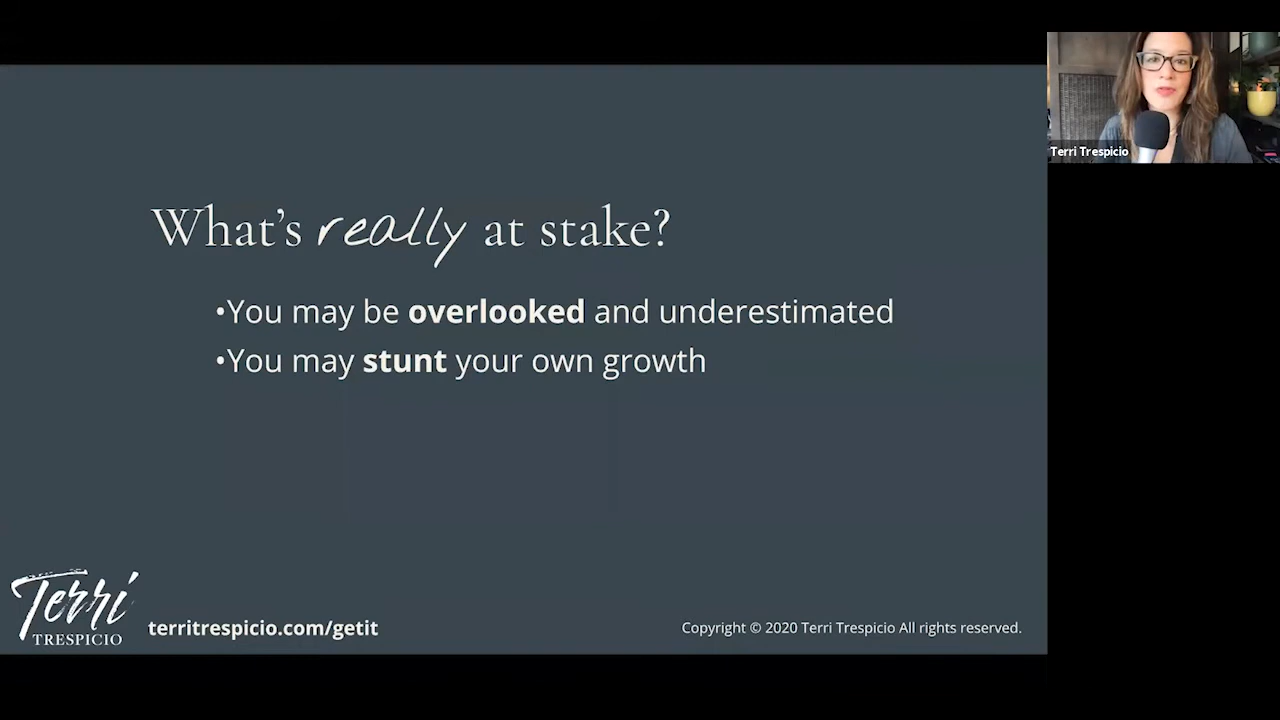 What's really at stake?
•You may be overlooked and underestimated
•You may stunt your own growth
Terri
TRESPICIO
territrespicio.com/getit
Copyright © 2020 Terri Trespicio All rights reserved.
Terri Trespicio